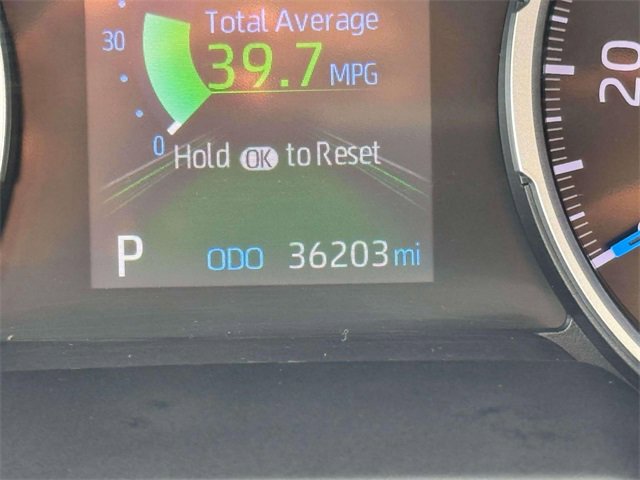 Total Average
30
39.7 MPG
0
Hold OK to Reset
P ODO 36203 mi
20